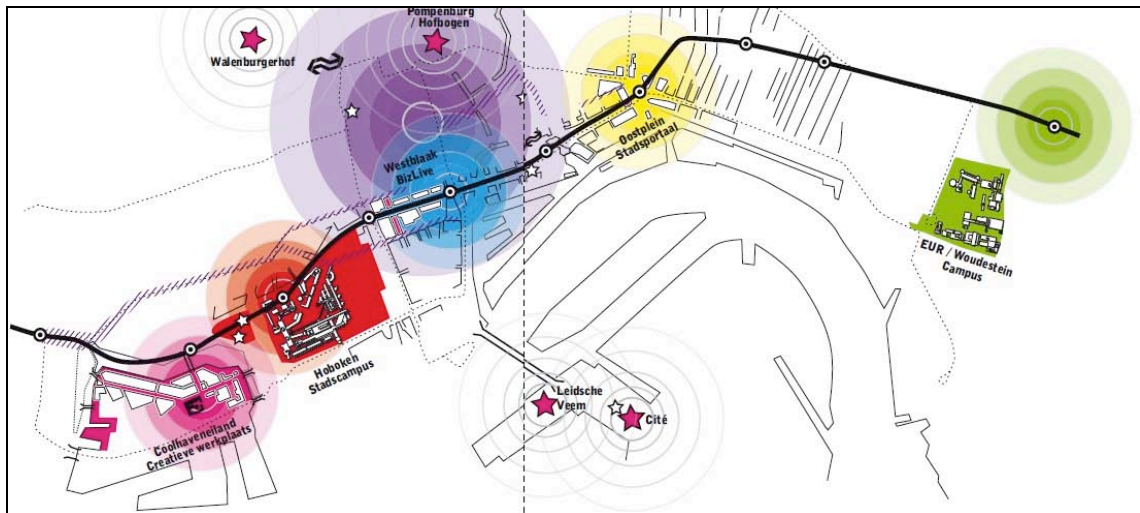 Pompenburg
/ Hofbogen
Walenburgerhof
Oostplein
Stadsportaal
Westblaak
BizLive
EUR / Woudestein
Campus
Hoboken
Stadscampus
Leidsche
Veem
Cité
Coolhaveneiland
Creatieve werkplaats